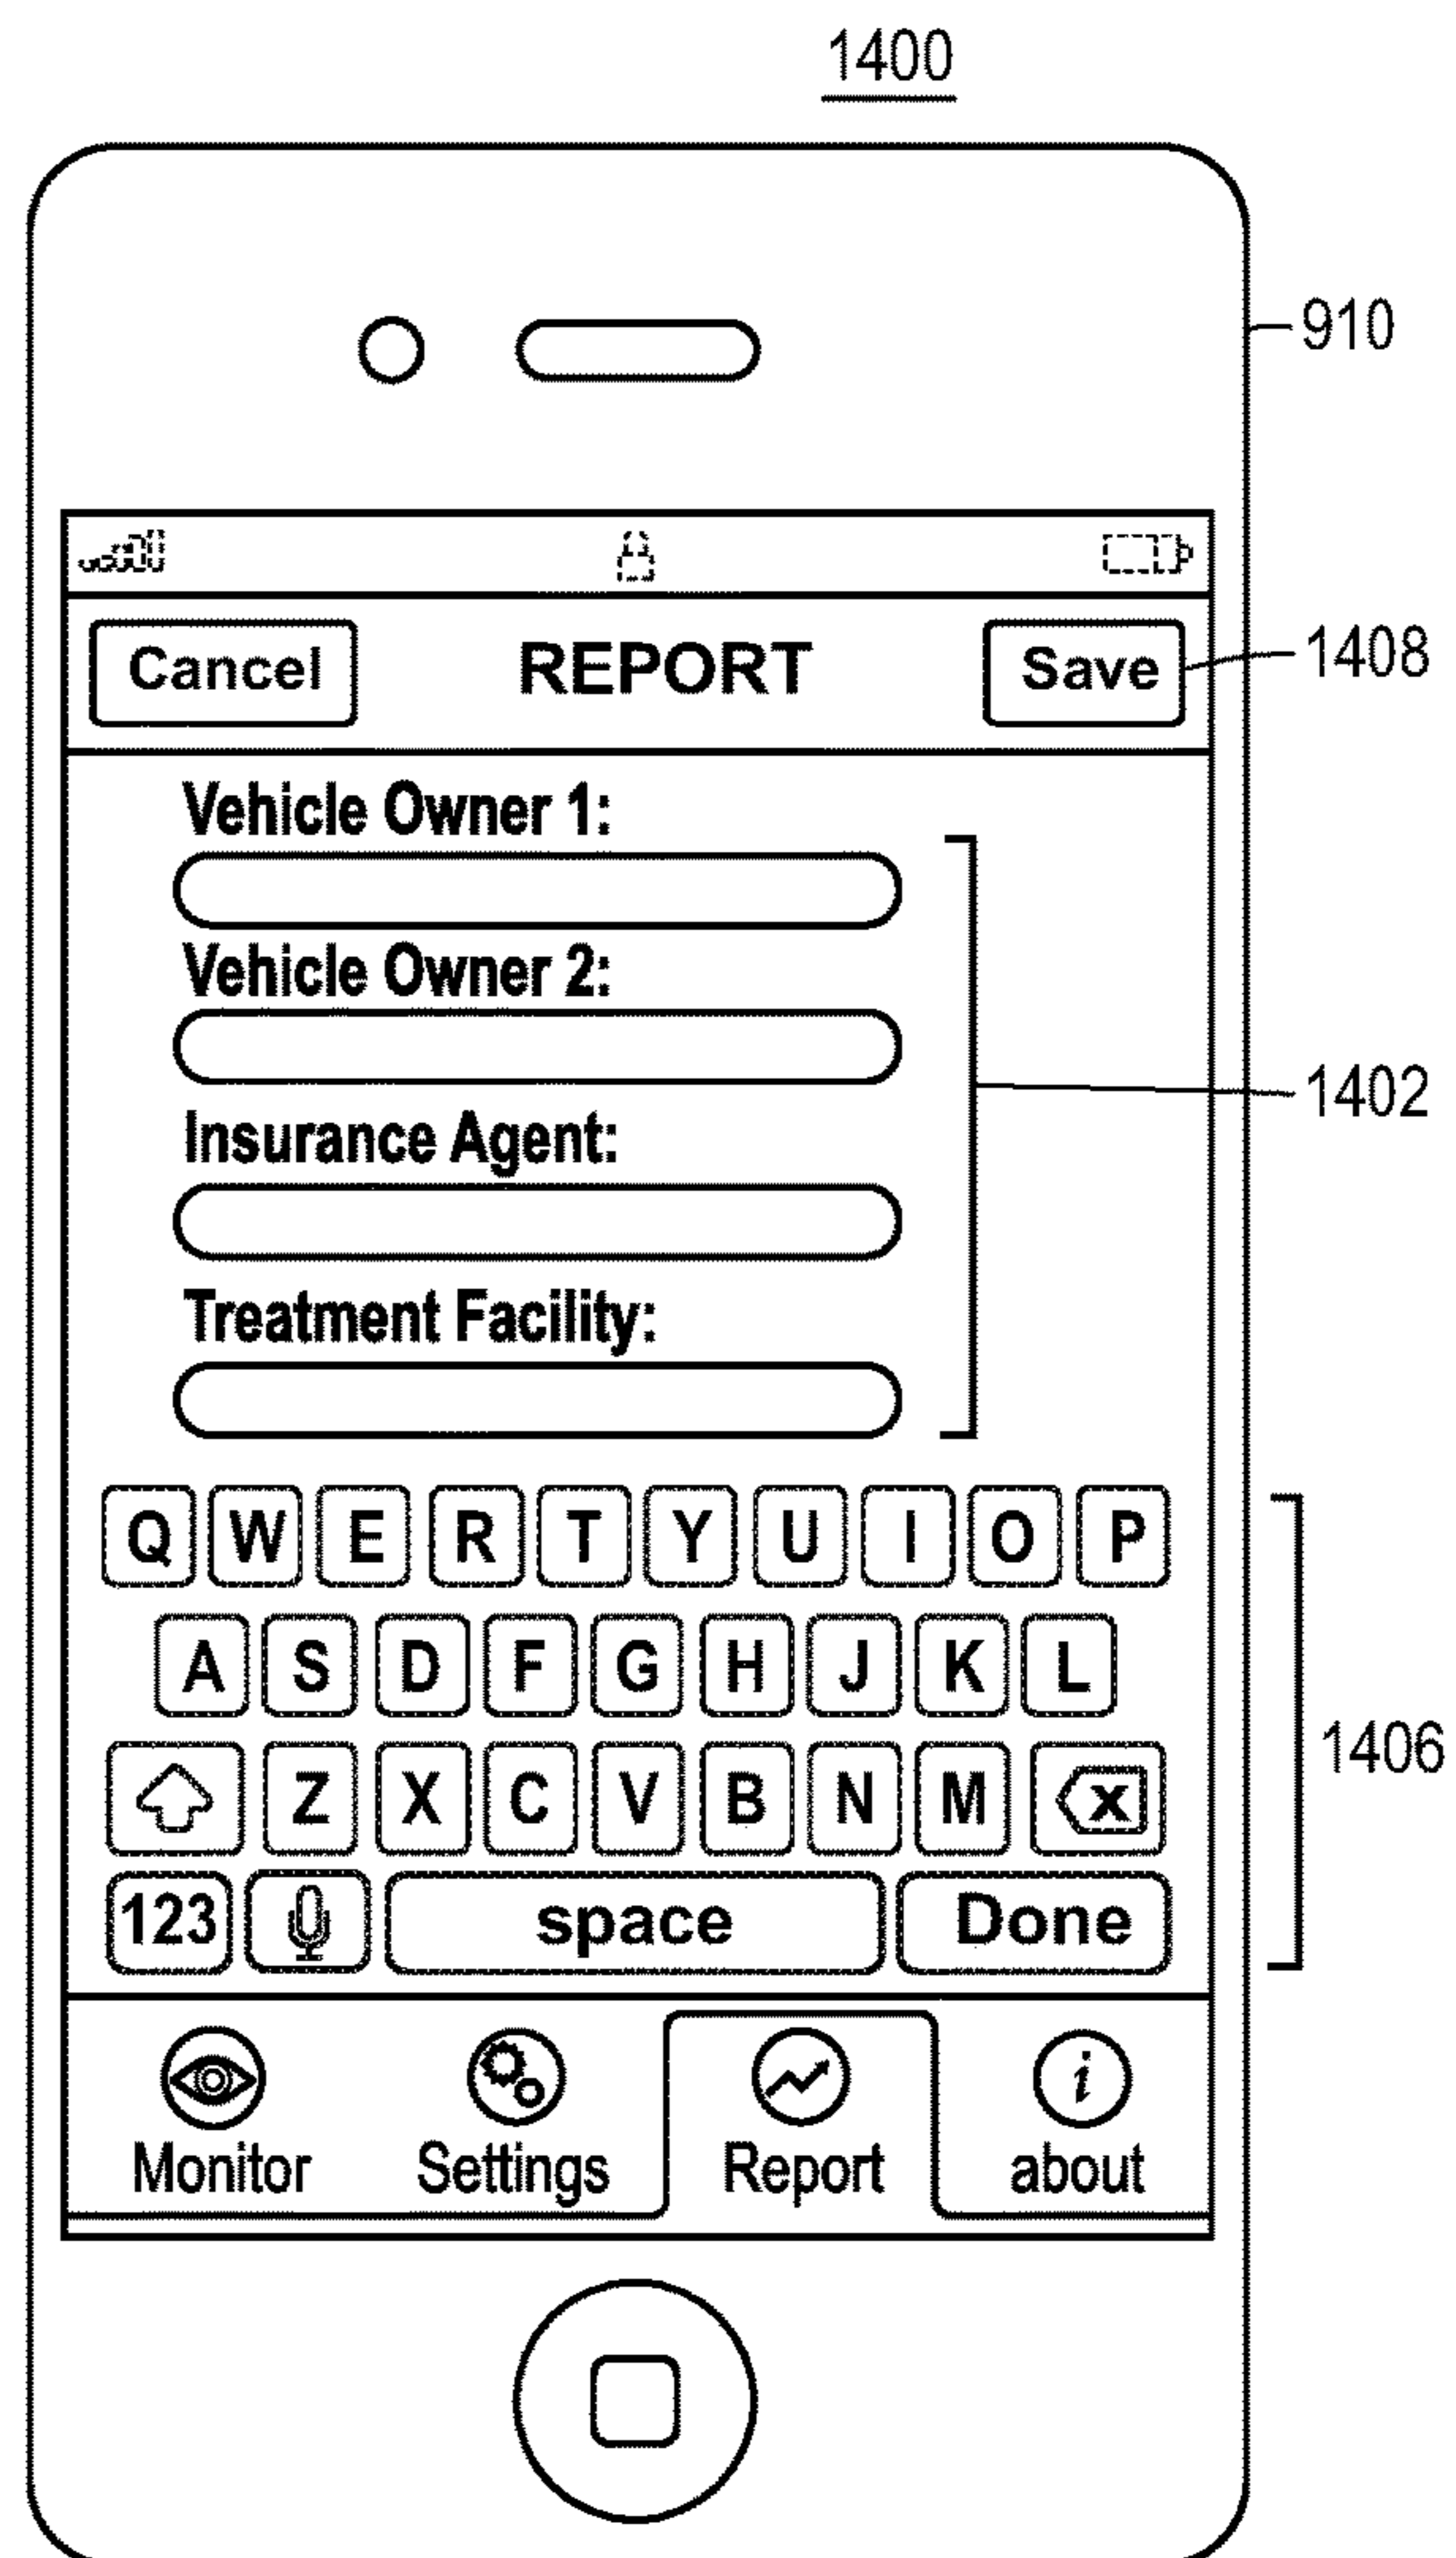 1400
910
Cancel REPORT Save
1408
Vehicle Owner 1:
Vehicle Owner 2:
1402
Insurance Agent:
Treatment Facility:
Q W E R T Y U I O P
A S D F G H J K L
1406
Z X C V B N M X
123 space Done
i
Monitor Settings Report about